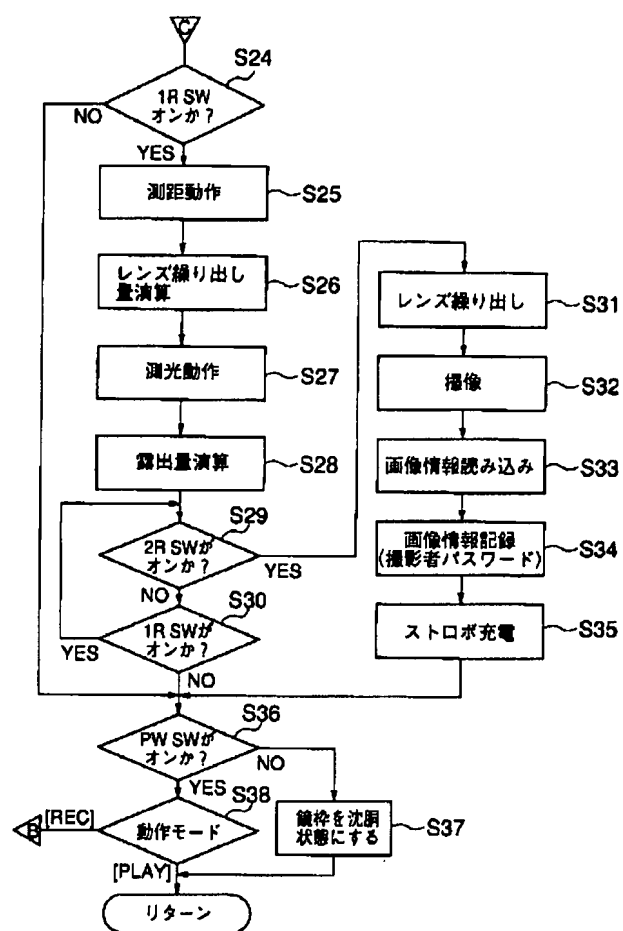 C
S24
1R SW
オンか？
NO
YES
測距動作
S25
レンズ繰り出し
量演算
S26
測光動作
S27
露出量演算
S28
S29
2R SWが
オンか？
YES
NO
S30
1R SWが
オンか？
YES
NO
レンズ繰り出し
S31
撮像
S32
画像情報読み込み
S33
画像情報記録
(撮影者パスワード)
S34
ストロボ充電
S35
S36
PW SWが
オンか？
NO
YES
鏡枠を沈胴
状態にする
S37
S38
動作モード
[REC]
B
[PLAY]
リターン